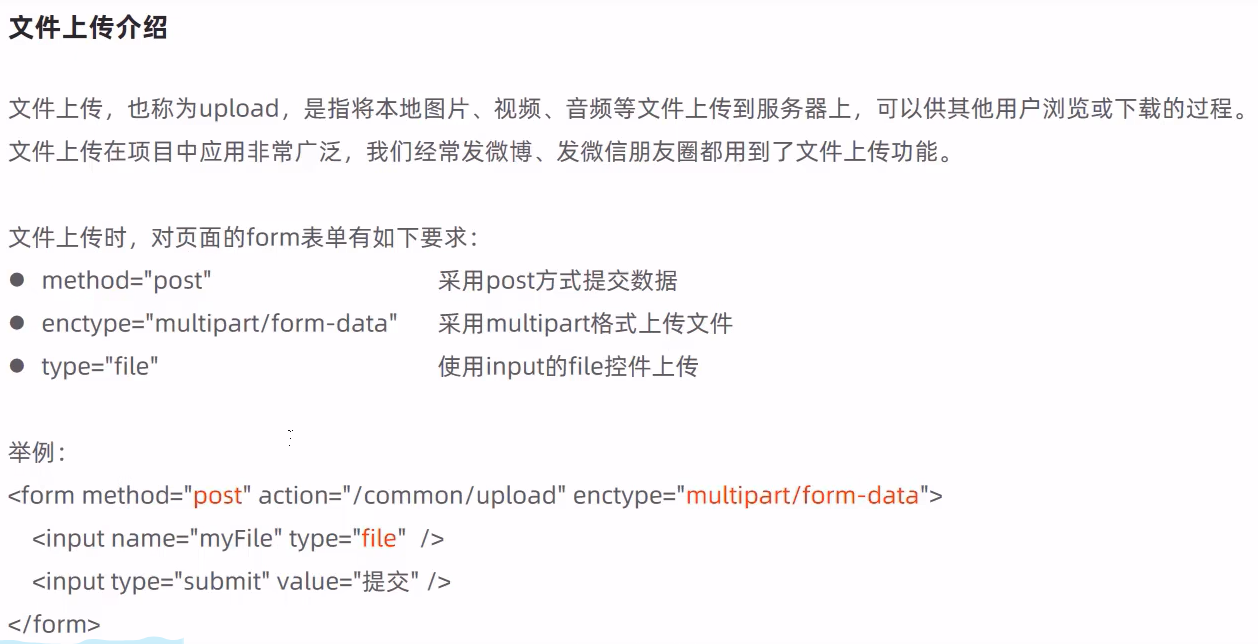 文件上传介绍
文件上传，也称为upload，是指将本地图片、视频、音频等文件上传到服务器上，可以供其他用户浏览或下载的过程。
文件上传在项目中应用非常广泛，我们经常发微博、发微信朋友圈都用到了文件上传功能。
文件上传时，对页面的form表单有如下要求：
● method="post" 采用post方式提交数据
● enctype="multipart/form-data" 采用multipart格式上传文件
● type="file" 使用input的file控件上传
举例：
<form method="post" action="/common/upload" enctype="multipart/form-data">
<input name="myFile" type="file" />
<input type="submit" value="提交" />
</form>